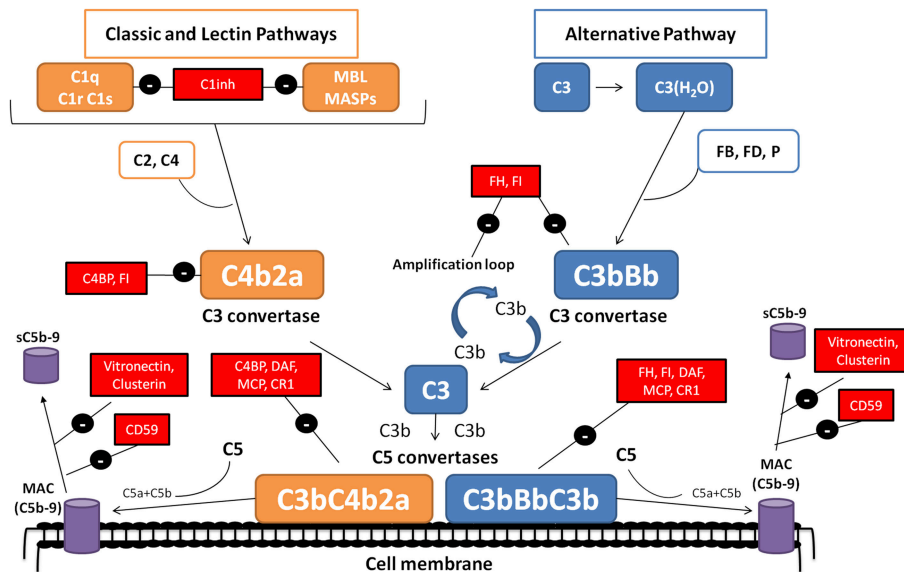 Classic and Lectin Pathways
Alternative Pathway
C1q
C1r C1s
-
C1inh
-
MBL
MASPs
C3
C3(H₂O)
C2, C4
FB, FD, P
FH, FI
-
-
C4BP, FI
-
C4b2a
C3 convertase
Amplification loop
C3b
C3b
C3bBb
C3 convertase
sC5b-9
Vitronectin,
Clusterin
-
CD59
-
MAC
(C5b-9)
C4BP, DAF,
MCP, CR1
-
C3
C3b
C3b
C5 convertases
FH, FI, DAF,
MCP, CR1
-
sC5b-9
Vitronectin,
Clusterin
-
CD59
-
MAC
(C5b-9)
C5
C5a+C5b
C3bC4b2a
C3bBbC3b
C5
C5a+C5b
Cell membrane